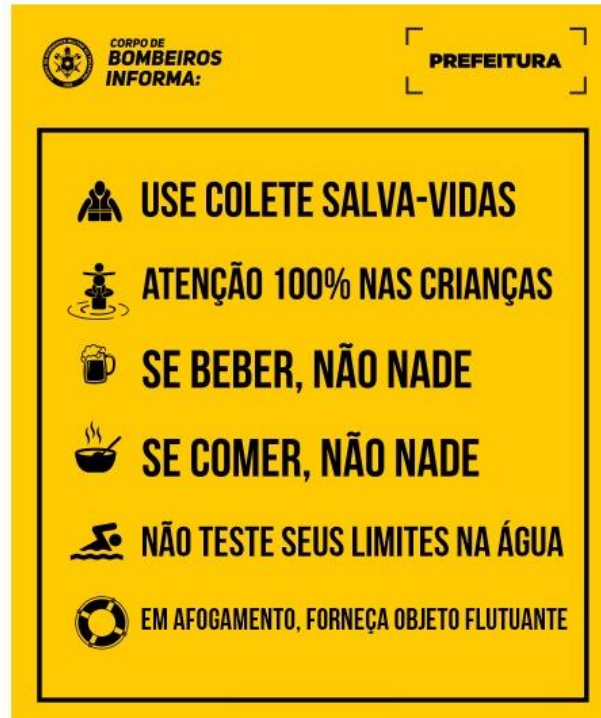 CORPO DE
BOMBEIROS
INFORMA:
PREFEITURA
USE COLETE SALVA-VIDAS
ATENÇÃO 100% NAS CRIANÇAS
SE BEBER, NÃO NADE
SE COMER, NÃO NADE
NÃO TESTE SEUS LIMITES NA ÁGUA
EM AFOGAMENTO, FORNEÇA OBJETO FLUTUANTE